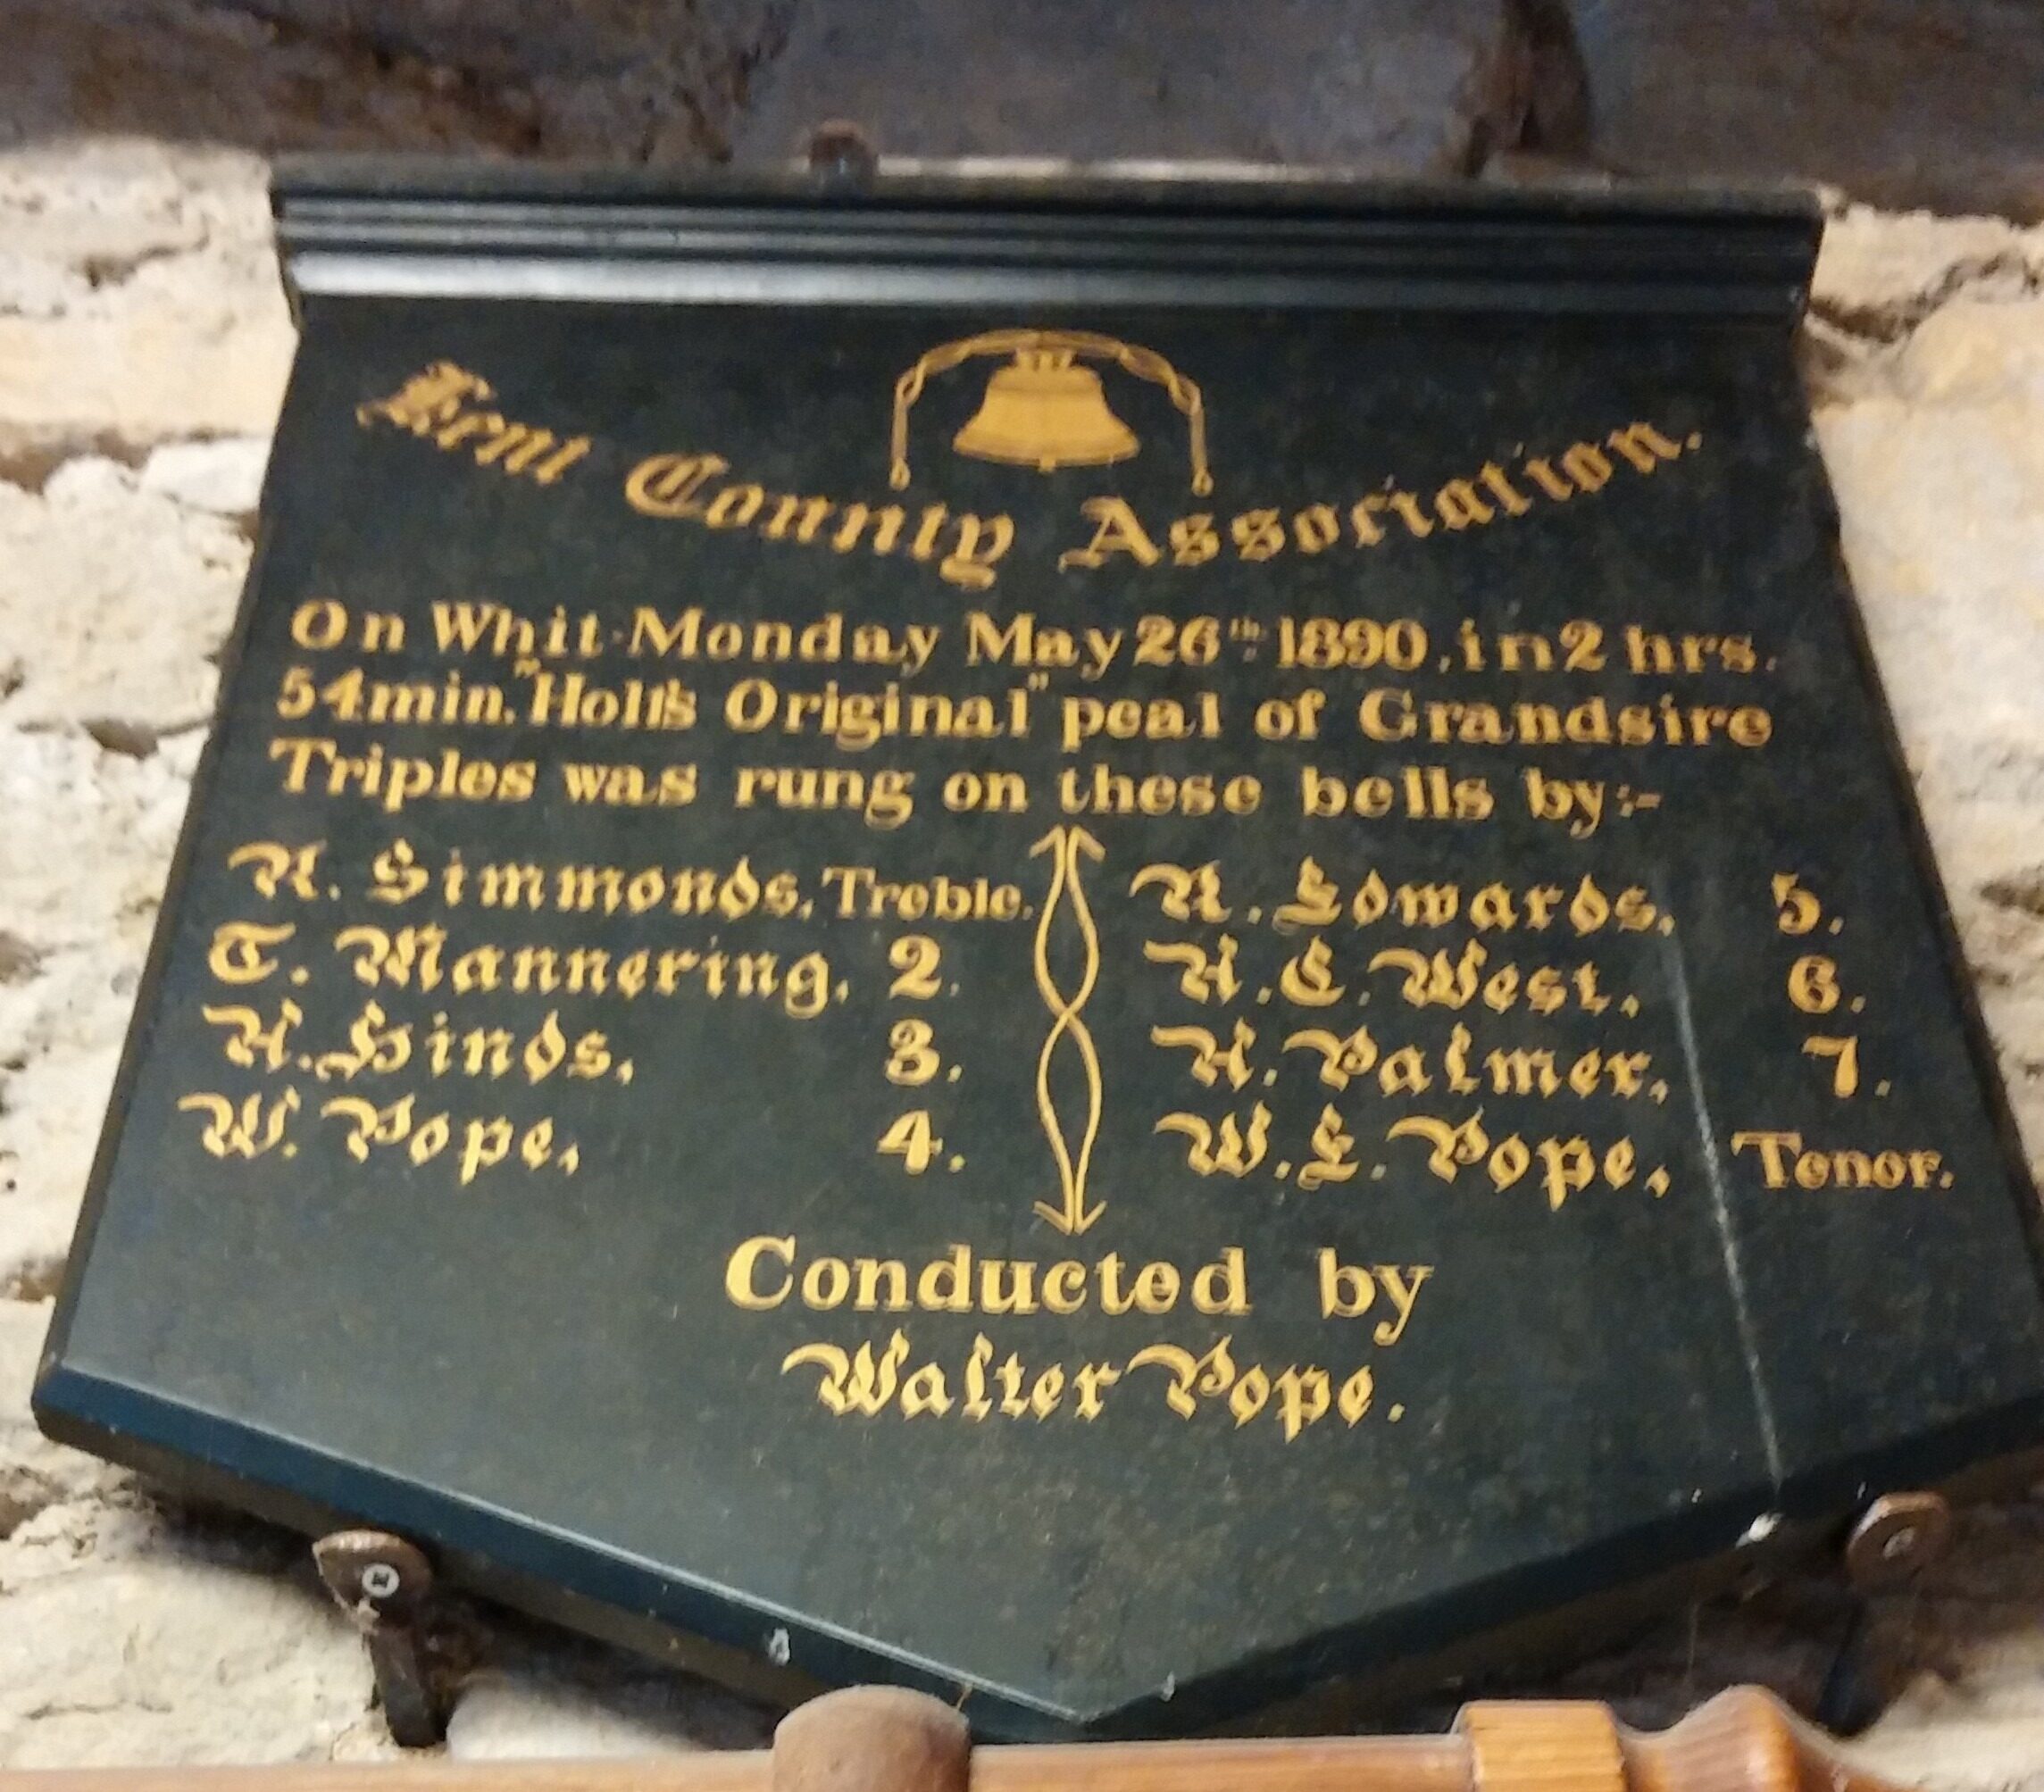 Kent County Association.
On Whit-Monday May 26th 1890, in 2 hrs.
54 min. "Holt's Original" peal of Grandsire
Triples was rung on these bells by:-
Simmonds, Treble.
T. Mannering, 2.
H. Hinds, 3.
W. Pope, 4.
Edwards, 5.
West, 6.
H. Palmer, 7.
W. E. Pope, Tenor.
Conducted by
Walter Pope.